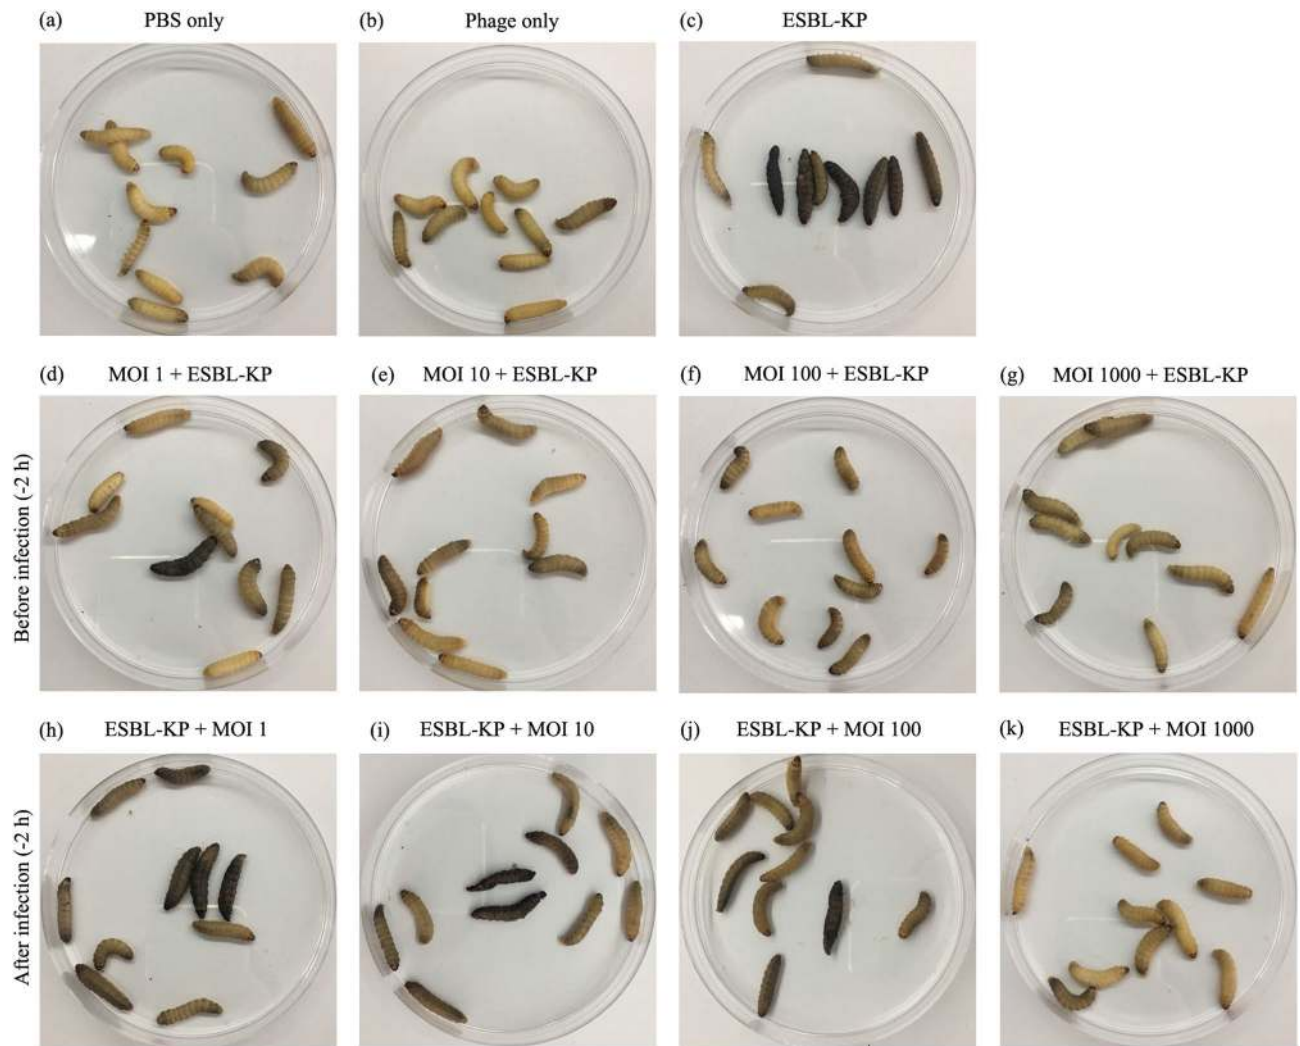 (a) PBS only
(b) Phage only
(c) ESBL-KP
(d) MOI 1 + ESBL-KP
(e) MOI 10 + ESBL-KP
(f) MOI 100 + ESBL-KP
(g) MOI 1000 + ESBL-KP
Before infection (-2 h)
(h) ESBL-KP + MOI 1
(i) ESBL-KP + MOI 10
(j) ESBL-KP + MOI 100
(k) ESBL-KP + MOI 1000
After infection (-2 h)